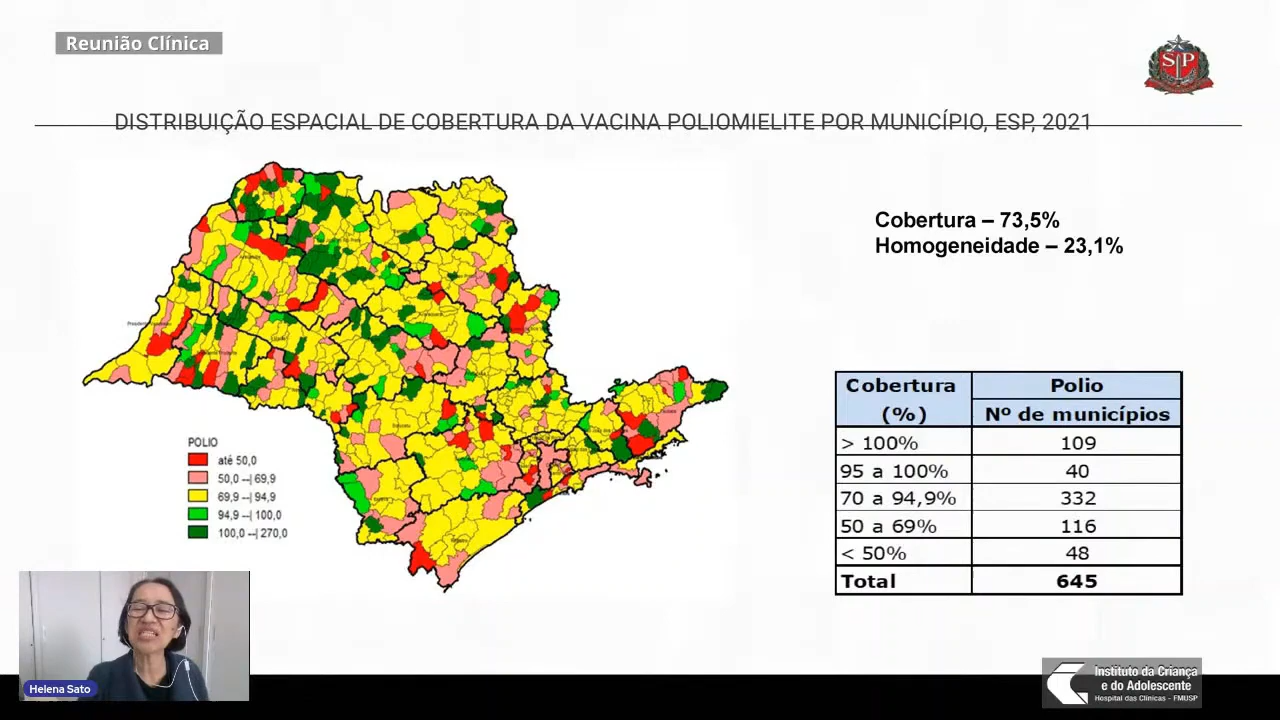 Reunião Clínica
SP
DISTRIBUIÇÃO ESPACIAL DE COBERTURA DA VACINA POLIOMIELITE POR MUNICÍPIO, ESP, 2021
Cobertura – 73,5%
Homogeneidade – 23,1%
Cobertura (%) Polio
Nº de municípios
> 100% 109
95 a 100% 40
70 a 94,9% 332
50 a 69% 116
< 50% 48
Total 645
POLIO
até 50,0
50,0 --| 69,9
69,9 --| 94,9
94,9 --| 100,0
100,0 --| 270,0
Helena Sato
Instituto da Criança
e do Adolescente
Hospital das Clínicas - FMUSP